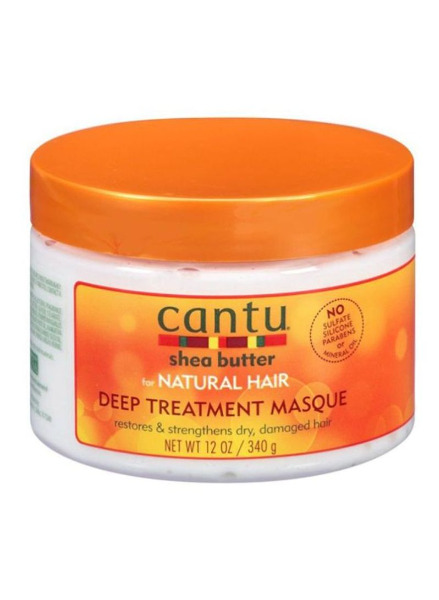 cantu
shea butter
for NATURAL HAIR
DEEP TREATMENT MASQUE
restores & strengthens dry, damaged hair
NET WT 12 OZ / 340 g
NO
SULFATE
SILICONE
PARABENS
or
MINERAL OIL